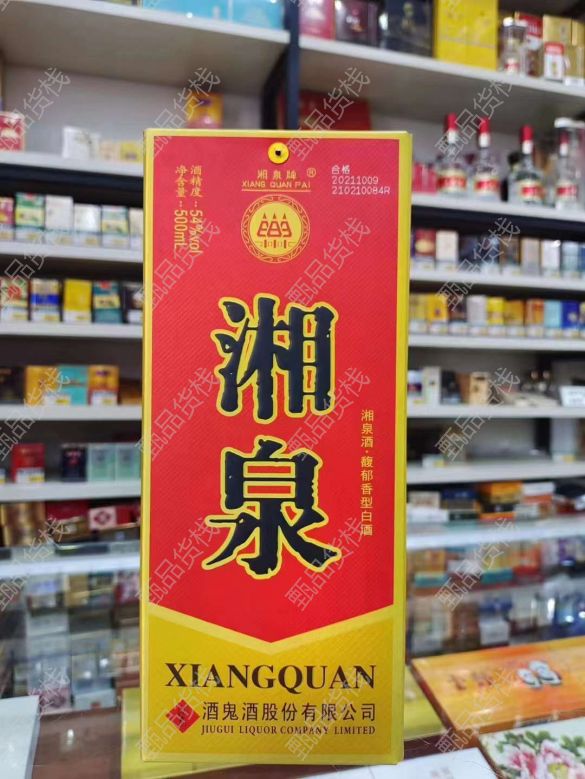 湘泉牌®
XIANG QUAN PAI
合格
20211009
210210084R
酒精度：54%vol
净含量：500mL
湘泉
湘泉酒·馥郁香型白酒
XIANGQUAN
酒鬼酒股份有限公司
JIUGUI LIQUOR COMPANY LIMITED
甄品货栈